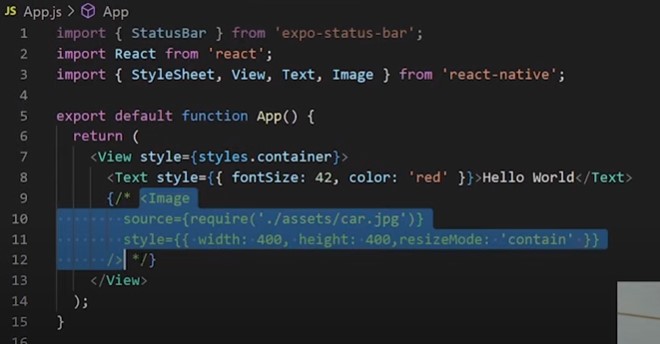 JS App.js > App
1 import { StatusBar } from 'expo-status-bar';
2 import React from 'react';
3 import { StyleSheet, View, Text, Image } from 'react-native';
4
5 export default function App() {
6   return (
7     <View style={styles.container}>
8       <Text style={{ fontSize: 42, color: 'red' }}>Hello World</Text>
9       {/* <Image
10         source={require('./assets/car.jpg')}
11         style={{ width: 400, height: 400,resizeMode: 'contain' }}
12       /> */}
13     </View>
14   );
15 }
16